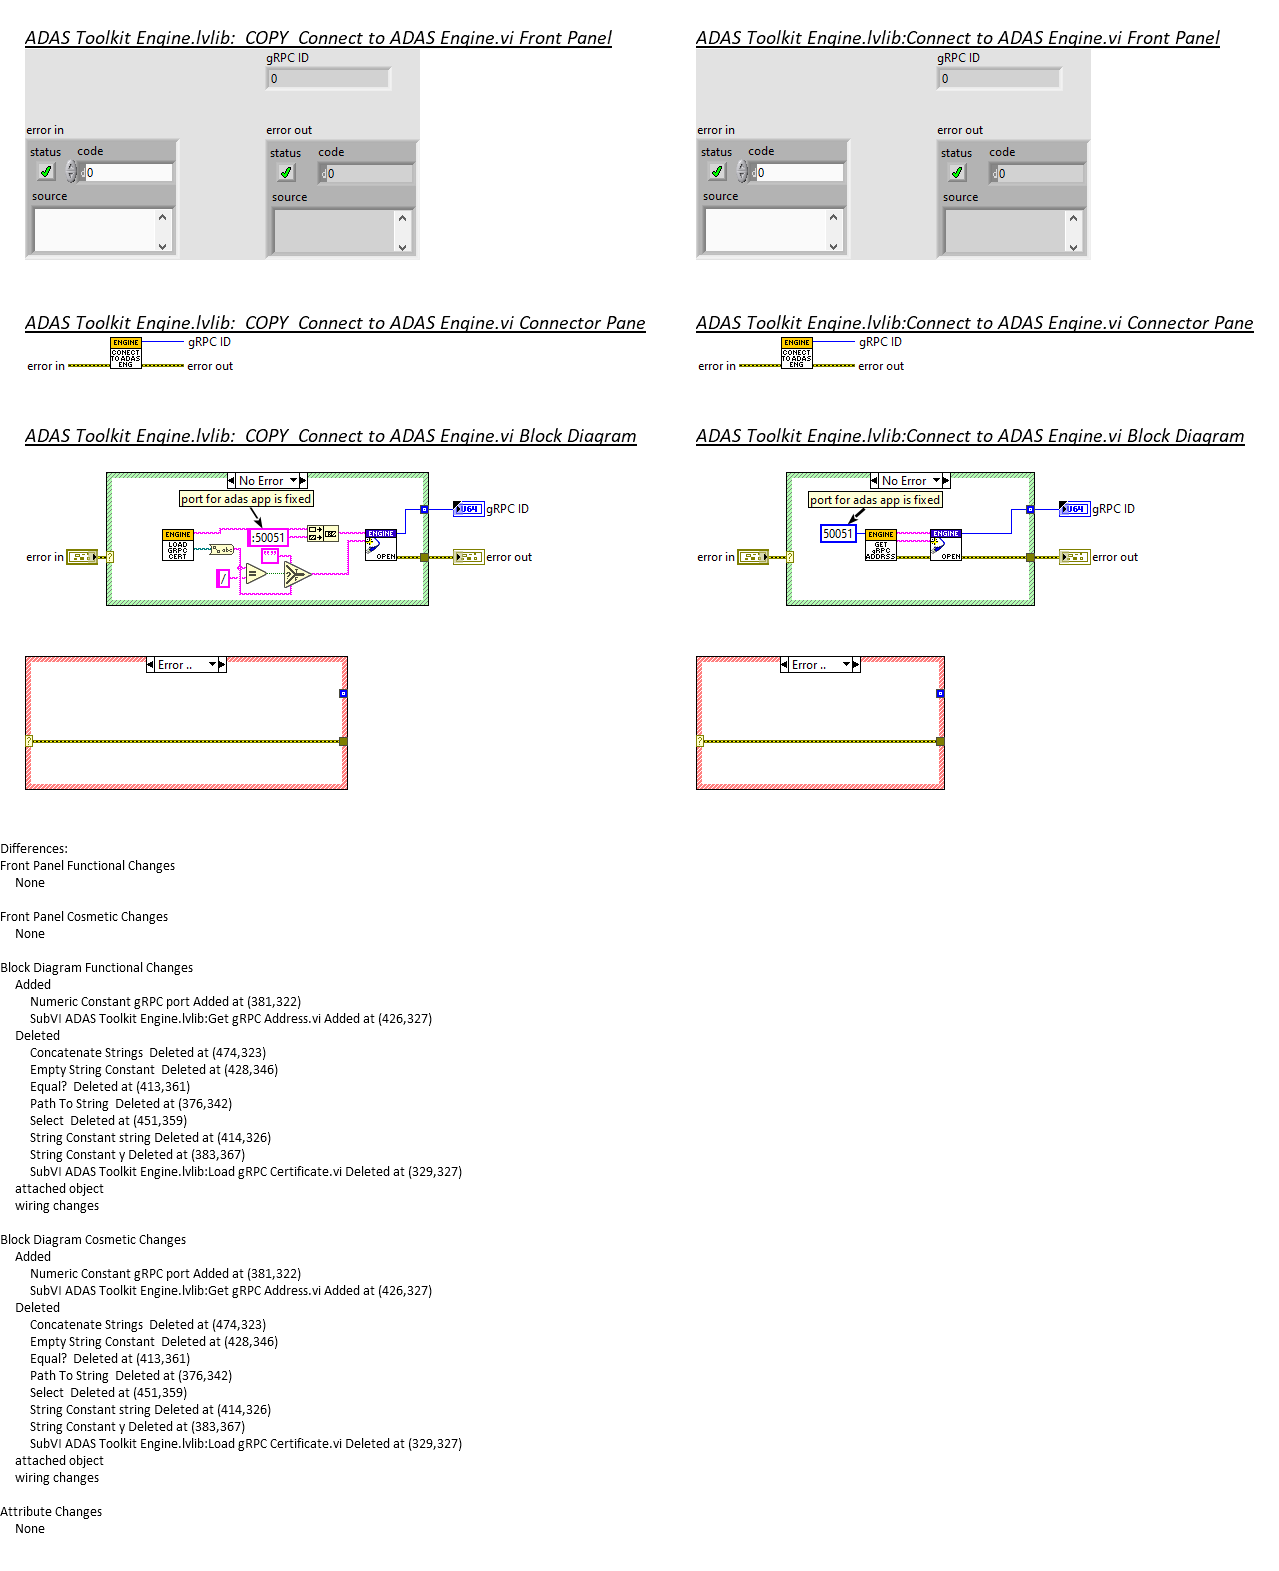 ADAS Toolkit Engine.lvlib:_COPY_Connect to ADAS Engine.vi Front Panel
gRPC ID
0
error in
error out
status
code
0
status
code
0
source
source
ADAS Toolkit Engine.lvlib:Connect to ADAS Engine.vi Front Panel
gRPC ID
0
error in
error out
status
code
0
status
code
0
source
source
ADAS Toolkit Engine.lvlib:_COPY_Connect to ADAS Engine.vi Connector Pane
ENGINE
CONECT
TO ADAS
ENG
gRPC ID
error in
error out
ADAS Toolkit Engine.lvlib:Connect to ADAS Engine.vi Connector Pane
ENGINE
CONECT
TO ADAS
ENG
gRPC ID
error in
error out
ADAS Toolkit Engine.lvlib:_COPY_Connect to ADAS Engine.vi Block Diagram
No Error
port for adas app is fixed
ENGINE
LOAD
GRPC
CERT
:50051
ENGINE
OPEN
/
=
?
T
F
abc
U64
gRPC ID
error in
?
error out
Error ..
?
ADAS Toolkit Engine.lvlib:Connect to ADAS Engine.vi Block Diagram
No Error
port for adas app is fixed
50051
ENGINE
GET
gRPC
ADDRSS
ENGINE
OPEN
U64
gRPC ID
error in
?
error out
Error ..
?
Differences:
Front Panel Functional Changes
None
Front Panel Cosmetic Changes
None
Block Diagram Functional Changes
Added
Numeric Constant gRPC port Added at (381,322)
SubVI ADAS Toolkit Engine.lvlib:Get gRPC Address.vi Added at (426,327)
Deleted
Concatenate Strings  Deleted at (474,323)
Empty String Constant  Deleted at (428,346)
Equal?  Deleted at (413,361)
Path To String  Deleted at (376,342)
Select  Deleted at (451,359)
String Constant string Deleted at (414,326)
String Constant y Deleted at (383,367)
SubVI ADAS Toolkit Engine.lvlib:Load gRPC Certificate.vi Deleted at (329,327)
attached object
wiring changes
Block Diagram Cosmetic Changes
Added
Numeric Constant gRPC port Added at (381,322)
SubVI ADAS Toolkit Engine.lvlib:Get gRPC Address.vi Added at (426,327)
Deleted
Concatenate Strings  Deleted at (474,323)
Empty String Constant  Deleted at (428,346)
Equal?  Deleted at (413,361)
Path To String  Deleted at (376,342)
Select  Deleted at (451,359)
String Constant string Deleted at (414,326)
String Constant y Deleted at (383,367)
SubVI ADAS Toolkit Engine.lvlib:Load gRPC Certificate.vi Deleted at (329,327)
attached object
wiring changes
Attribute Changes
None